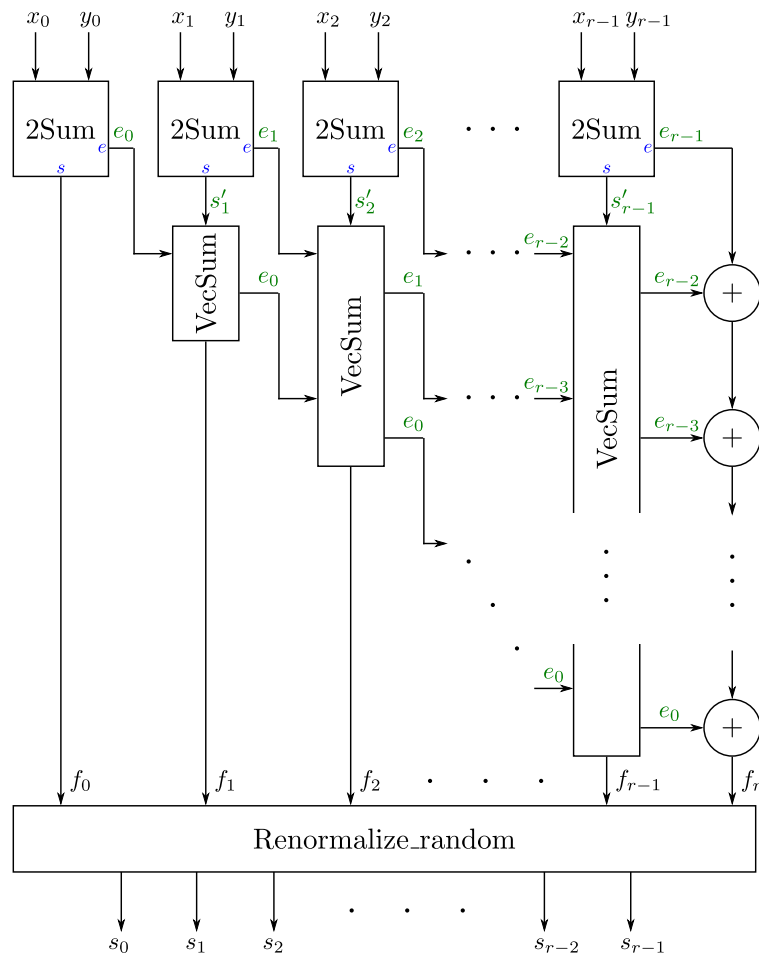 x₀ y₀ x₁ y₁ x₂ y₂ xᵣ₋₁ yᵣ₋₁
2Sum e₀ 2Sum e₁ 2Sum e₂ · · · 2Sum eᵣ₋₁
e e e e
s s s s
s′₁ s′₂ s′ᵣ₋₁
VecSum VecSum VecSum
· · · eᵣ₋₂
e₀ e₁ eᵣ₋₂ +
· · · eᵣ₋₃
e₀ eᵣ₋₃ +
e₀
e₀ +
f₀ f₁ f₂ · · · fᵣ₋₁ fᵣ
Renormalize_random
s₀ s₁ s₂ · · · sᵣ₋₂ sᵣ₋₁